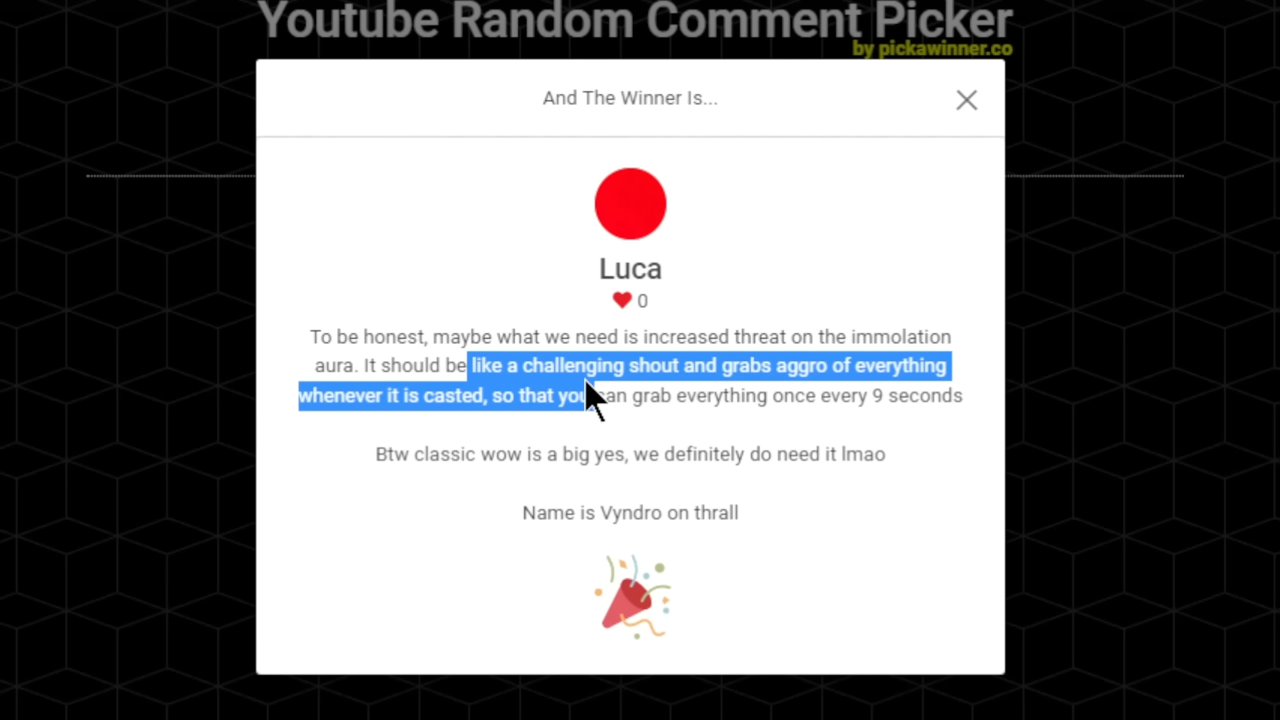 Youtube Random Comment Picker
by pickawinner.co
And The Winner Is...
Luca
0
To be honest, maybe what we need is increased threat on the immolation
aura. It should be like a challenging shout and grabs aggro of everything
whenever it is casted, so that you can grab everything once every 9 seconds
Btw classic wow is a big yes, we definitely do need it lmao
Name is Vyndro on thrall